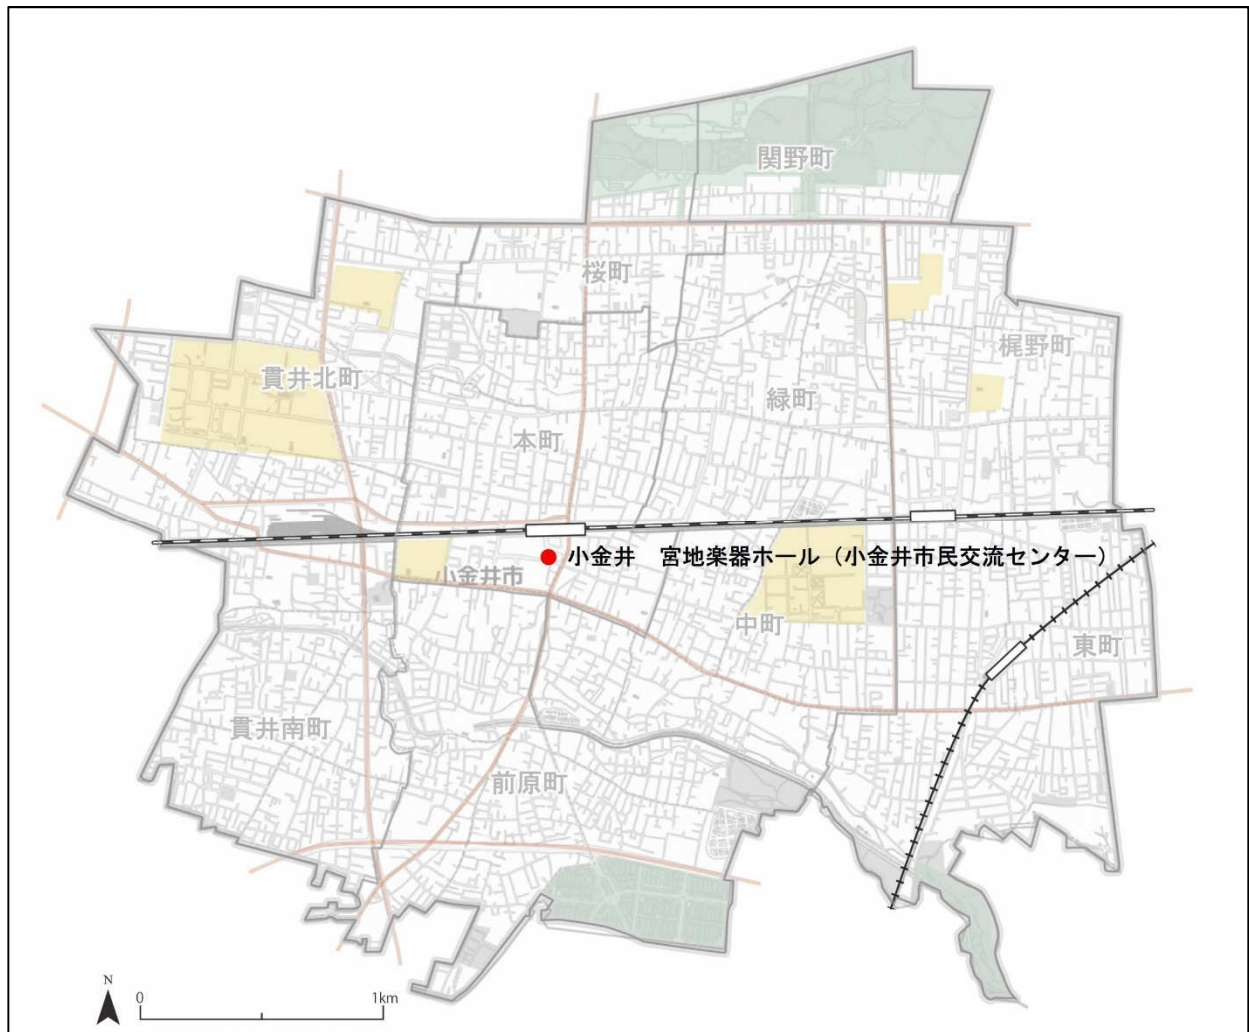 関野町
桜町
梶野町
貫井北町
緑町
本町
小金井　宮地楽器ホール（小金井市民交流センター）
小金井市
中町
東町
貫井南町
前原町
N
0 1km